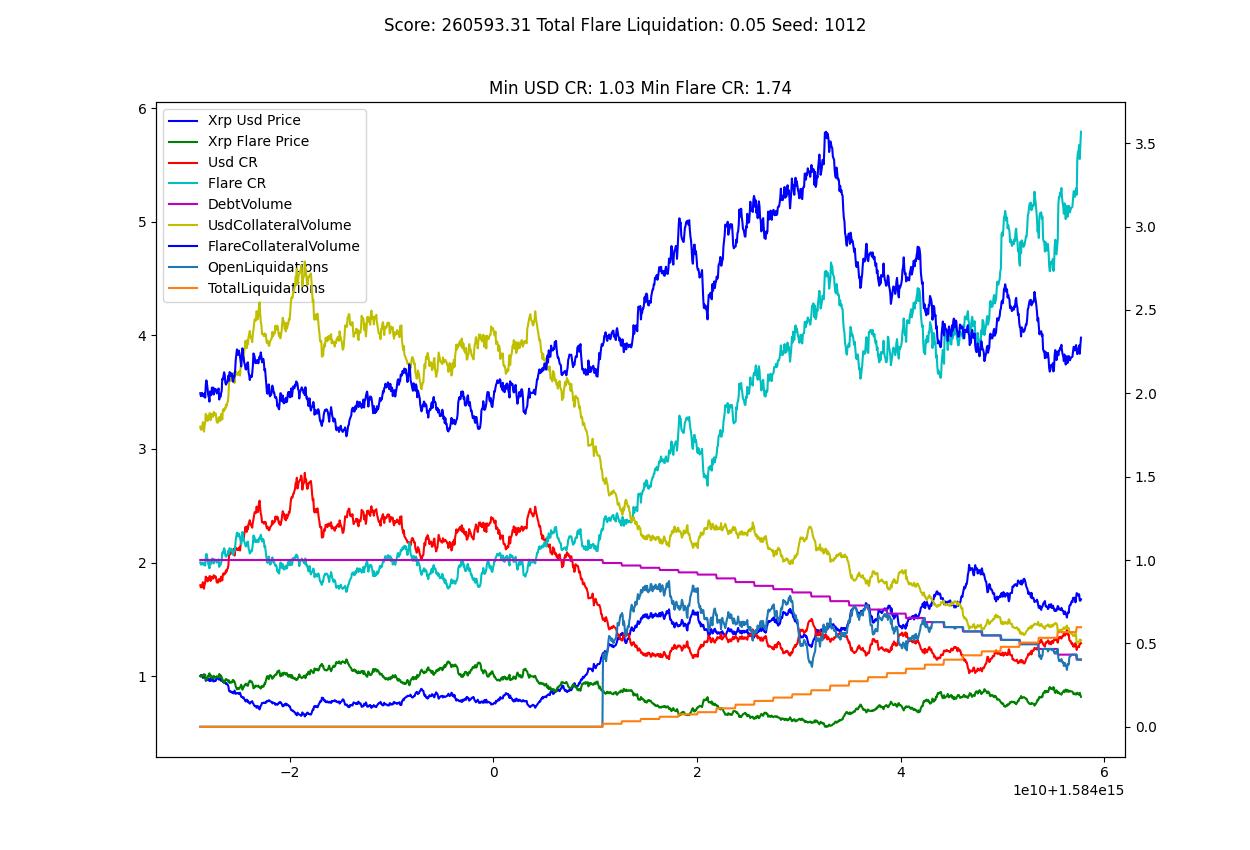 Score: 260593.31 Total Flare Liquidation: 0.05 Seed: 1012
Min USD CR: 1.03 Min Flare CR: 1.74
Xrp Usd Price
Xrp Flare Price
Usd CR
Flare CR
DebtVolume
UsdCollateralVolume
FlareCollateralVolume
OpenLiquidations
TotalLiquidations
6
5
4
3
2
1
3.5
3.0
2.5
2.0
1.5
1.0
0.5
0.0
−2
0
2
4
6
1e10+1.584e15